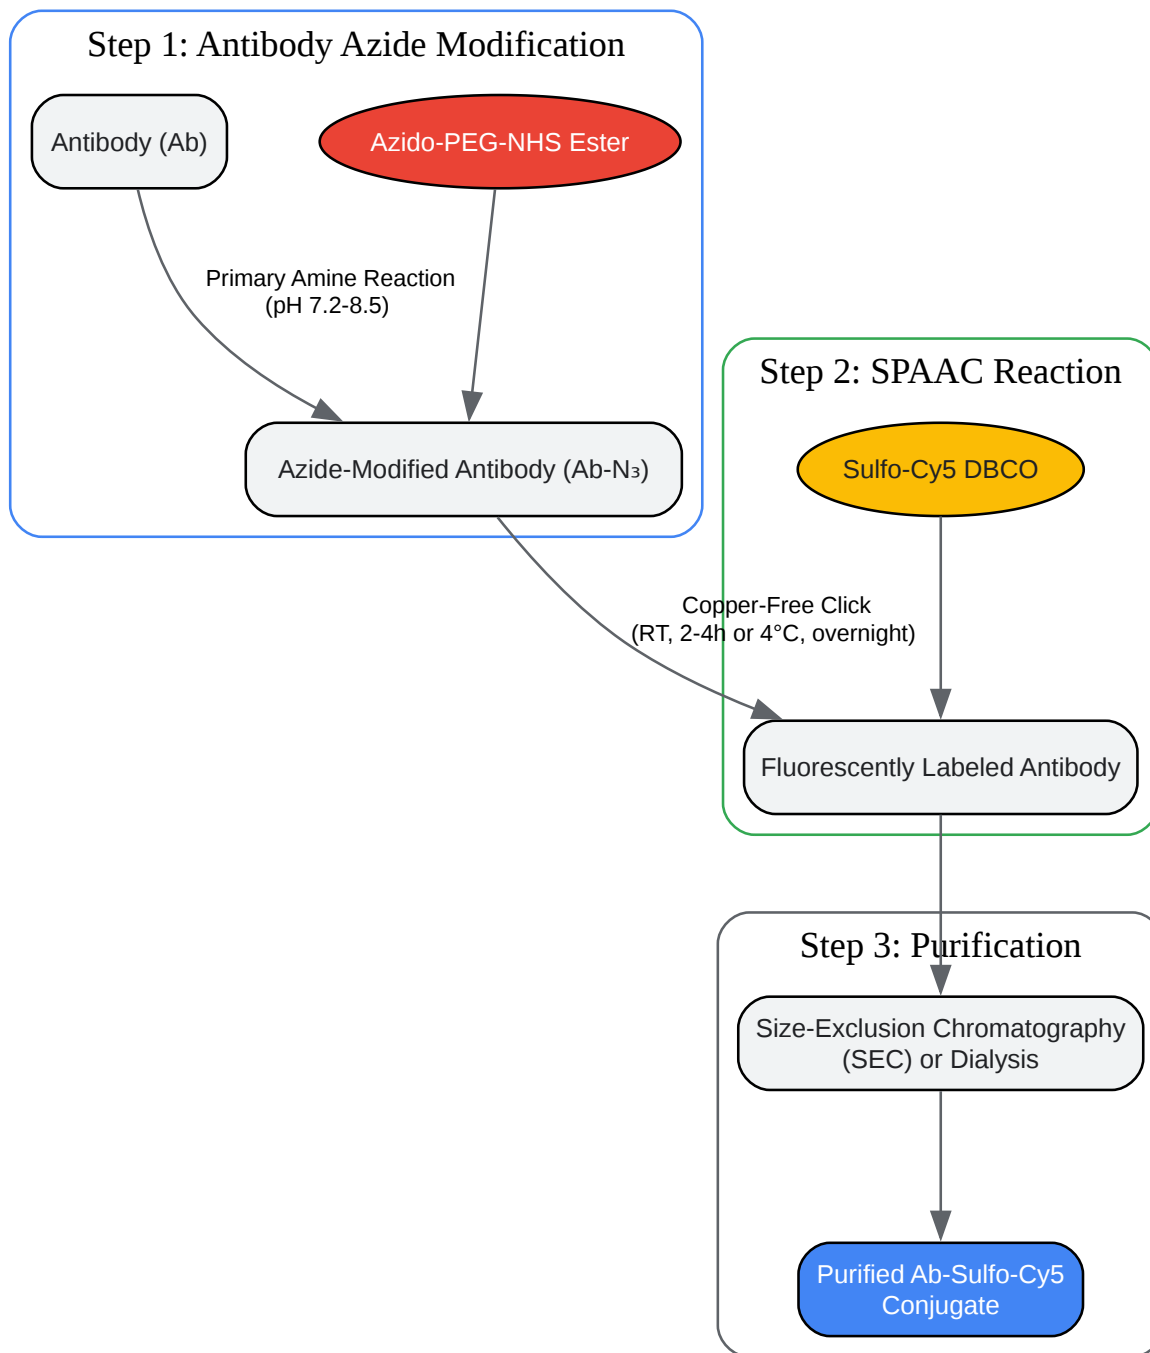 Step 1: Antibody Azide Modification
Antibody (Ab)
Azido-PEG-NHS Ester
Primary Amine Reaction
(pH 7.2-8.5)
Azide-Modified Antibody (Ab-N₃)
Step 2: SPAAC Reaction
Sulfo-Cy5 DBCO
Copper-Free Click
(RT, 2-4h or 4°C, overnight)
Fluorescently Labeled Antibody
Step 3: Purification
Size-Exclusion Chromatography
(SEC) or Dialysis
Purified Ab-Sulfo-Cy5
Conjugate